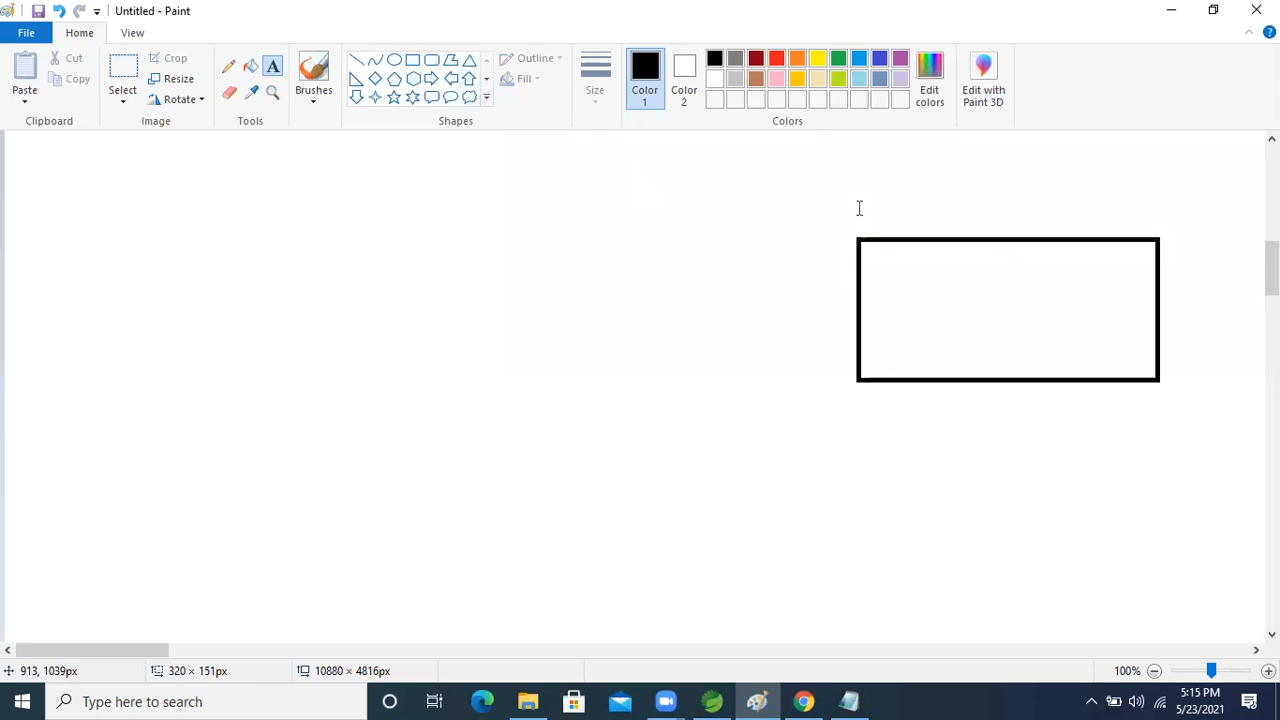 Untitled - Paint
File
Home
View
Paste
Cut
Copy
Clipboard
Select
Crop
Resize
Rotate
Image
A
Tools
Brushes
Shapes
Outline
Fill
Size
Color
1
Color
2
Colors
Edit
colors
Edit with
Paint 3D
913, 1039px
320 × 151px
10880 × 4816px
100%
Type here to search
5:15 PM
5/23/2021